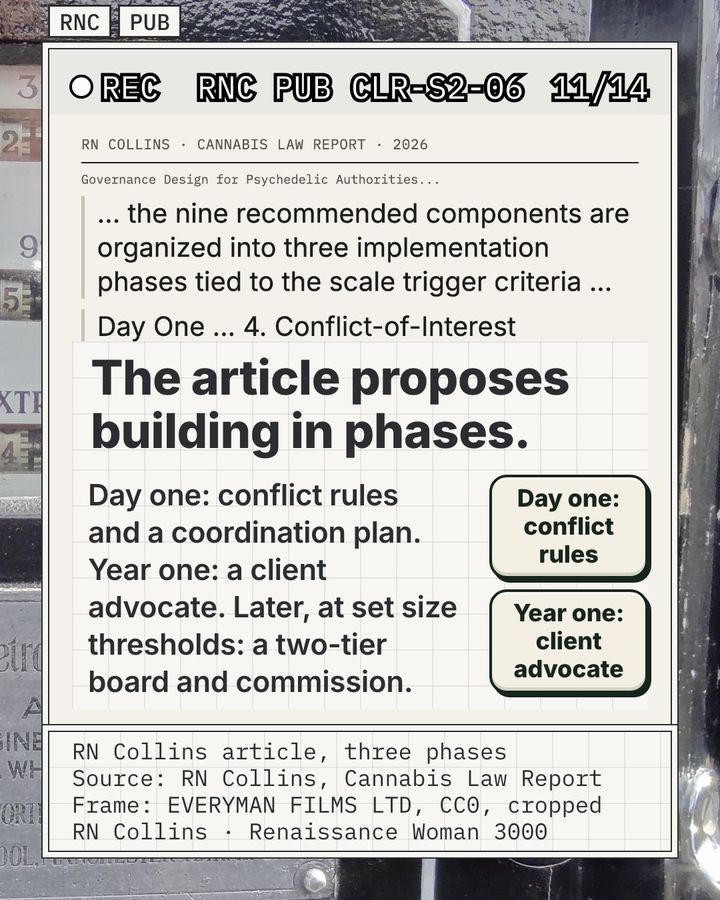 RNC PUB
REC RNC PUB CLR-S2-06 11/14
RN COLLINS · CANNABIS LAW REPORT · 2026
Governance Design for Psychedelic Authorities...
... the nine recommended components are
organized into three implementation
phases tied to the scale trigger criteria ...
Day One ... 4. Conflict-of-Interest
The article proposes
building in phases.
Day one: conflict rules
and a coordination plan.
Year one: a client
advocate. Later, at set size
thresholds: a two-tier
board and commission.
Day one:
conflict
rules
Year one:
client
advocate
RN Collins article, three phases
Source: RN Collins, Cannabis Law Report
Frame: EVERYMAN FILMS LTD, CC0, cropped
RN Collins · Renaissance Woman 3000